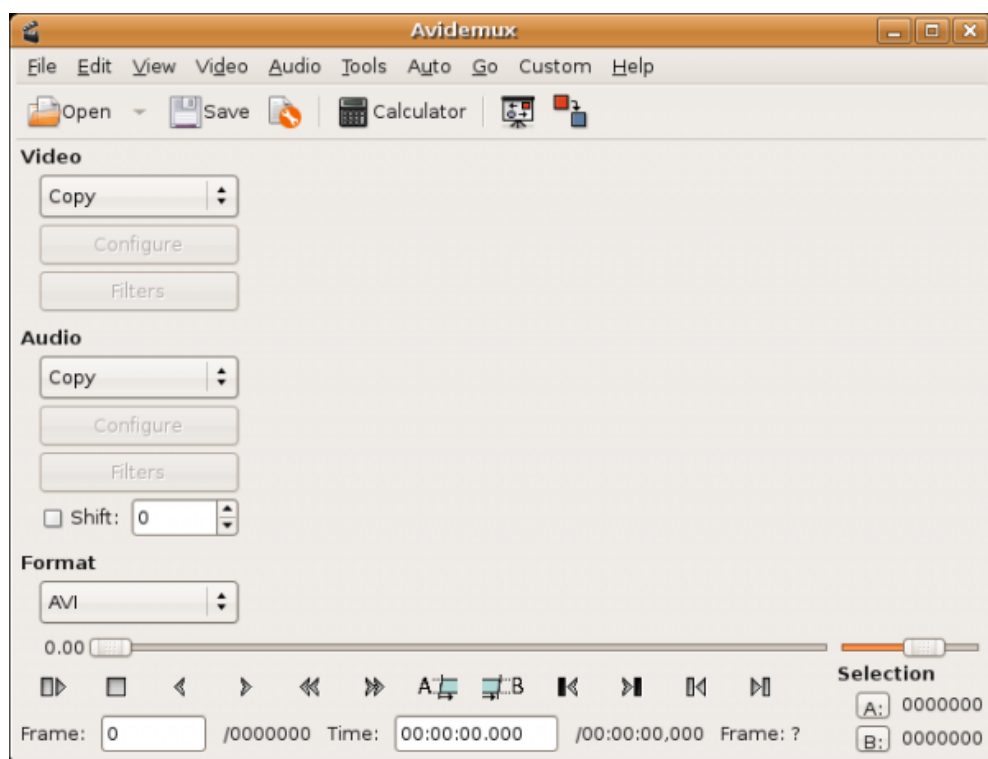 Avidemux
File Edit View Video Audio Tools Auto Go Custom Help
Open Save Calculator
Video
Copy
Configure
Filters
Audio
Copy
Configure
Filters
Shift: 0
Format
AVI
0.00
A B
Selection
A: 0000000
Frame: 0 /0000000 Time: 00:00:00.000 /00:00:00,000 Frame: ?
B: 0000000